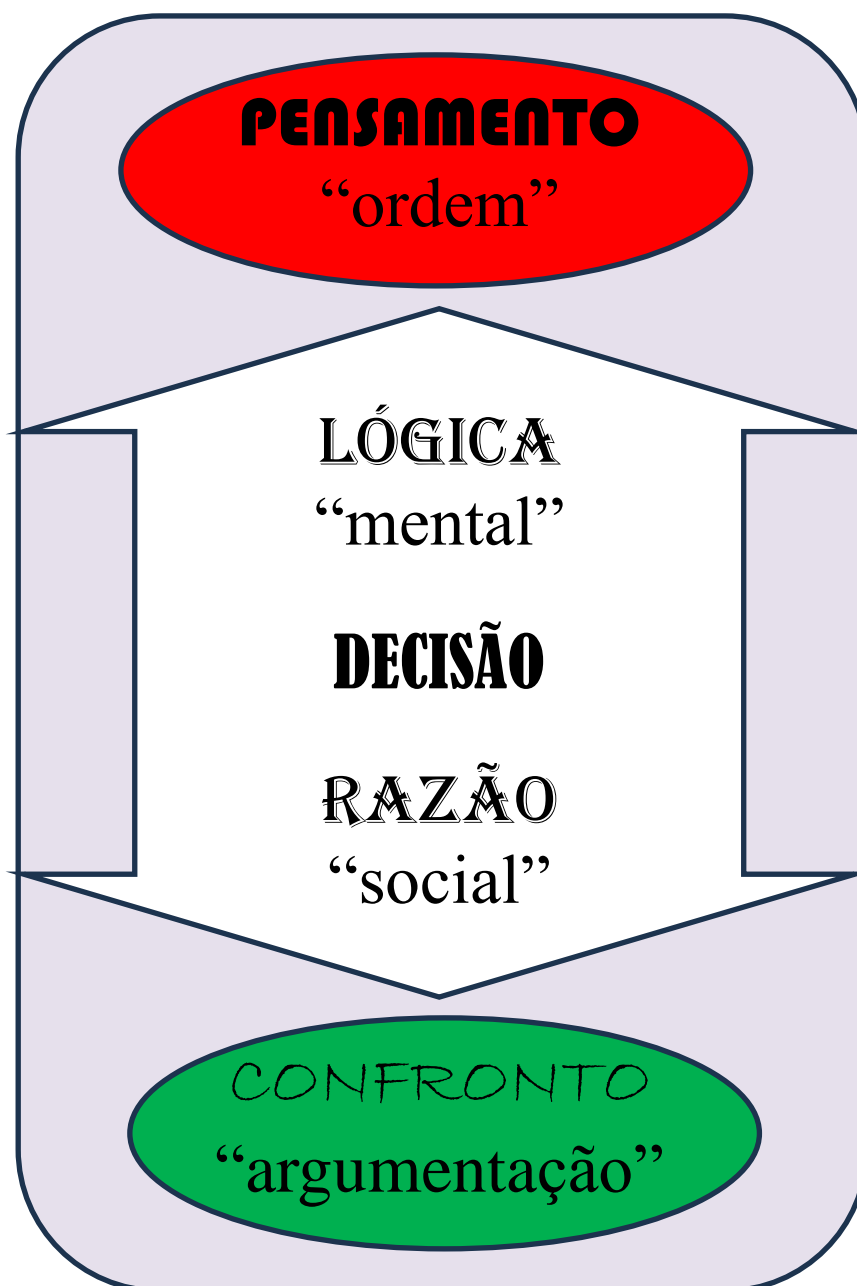 PENSAMENTO
“ordem”
LÓGICA
“mental”
DECISÃO
RAZÃO
“social”
CONFRONTO
“argumentação”